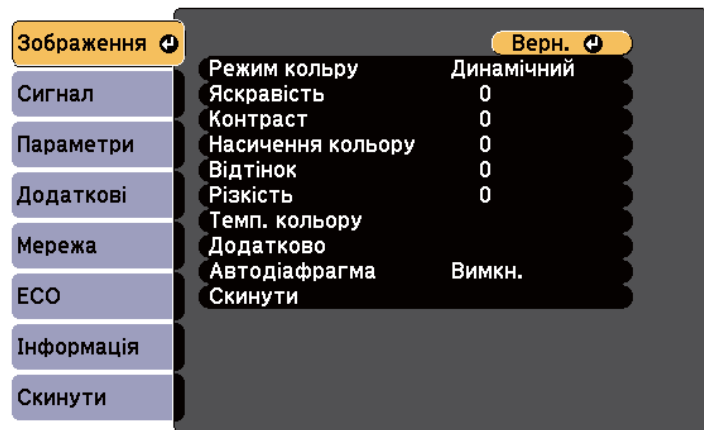 Зображення
Сигнал
Параметри
Додаткові
Мережа
ECO
Інформація
Скинути
Верн.
Режим кольру Динамічний
Яскравість 0
Контраст 0
Насичення кольору 0
Відтінок 0
Різкість 0
Темп. кольору
Додатково
Автодіафрагма Вимкн.
Скинути